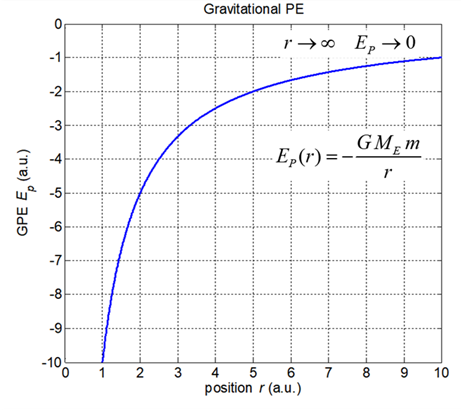 Gravitational PE
0
-1
-2
-3
-4
-5
-6
-7
-8
-9
-10
GPE E_p (a.u.)
r → ∞ E_P → 0
E_P(r) = - G M_E m / r
0 1 2 3 4 5 6 7 8 9 10
position r (a.u.)